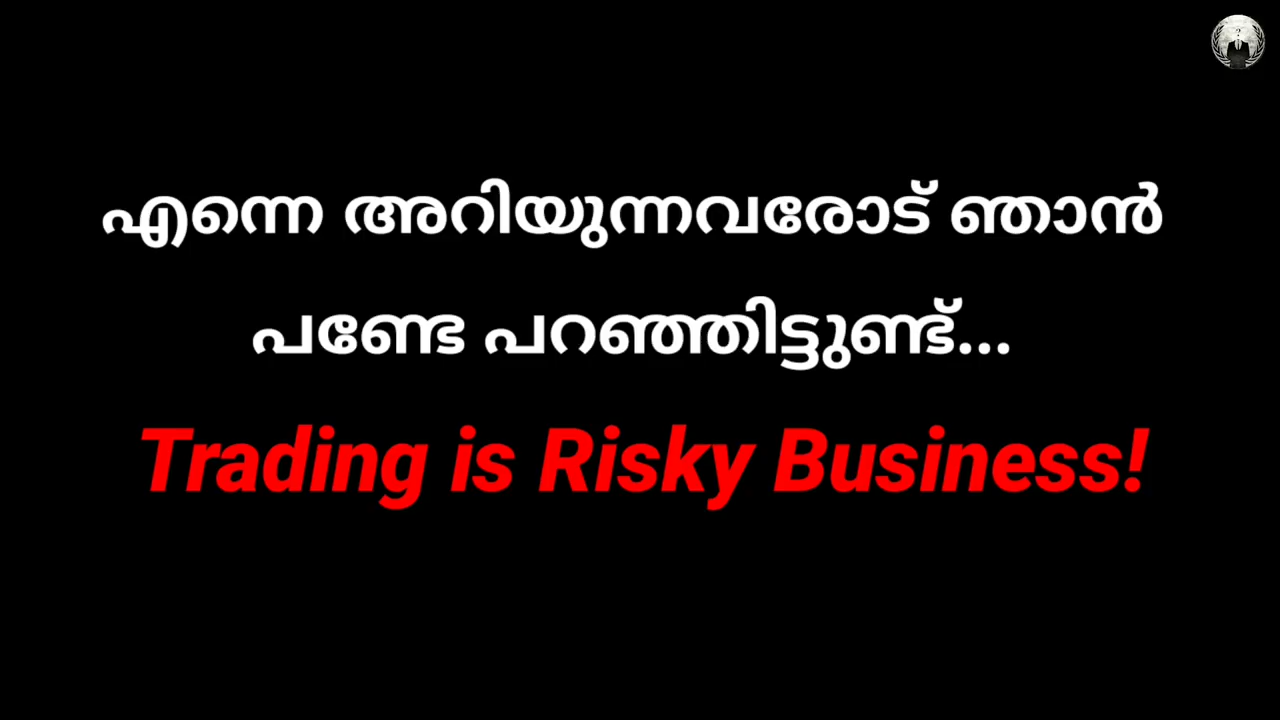 എന്നെ അറിയുന്നവരോട് ഞാൻ
പണ്ടേ പറഞ്ഞിട്ടുണ്ട്...
Trading is Risky Business!